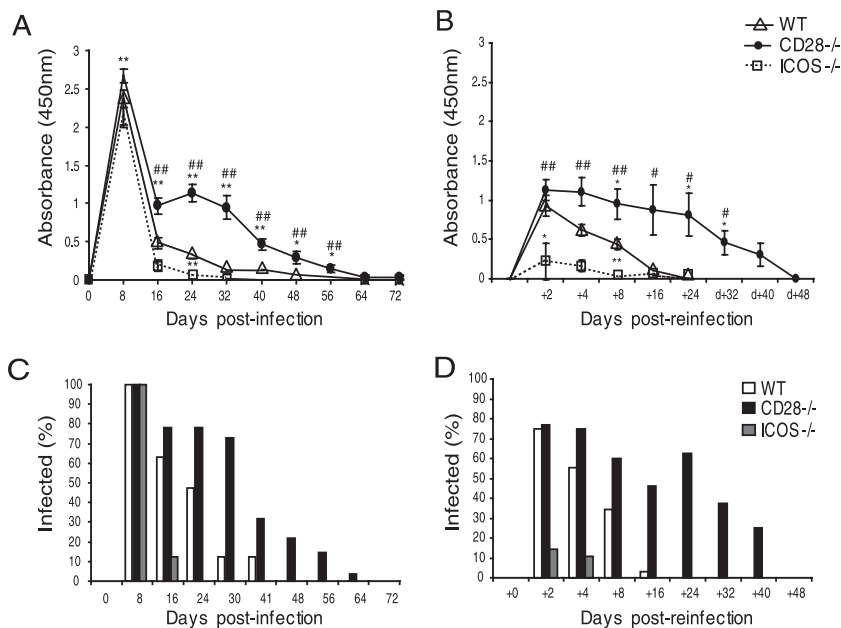 A
Absorbance (450nm)
3
2.5
2
1.5
1
0.5
0
**
##
**
##
**
**
##
**
##
**
##
*
##
*
0 8 16 24 32 40 48 56 64 72
Days post-infection
B
WT
CD28-/-
ICOS-/-
Absorbance (450nm)
3
2.5
2
1.5
1
0.5
0
##
*
##
##
*
**
#
#
*
#
*
+2 +4 +8 +16 +24 d+32 d+40 d+48
Days post-reinfection
C
Infected (%)
100
90
80
70
60
50
40
30
20
10
0
0 8 16 24 30 41 48 56 64 72
Days post-infection
D
WT
CD28-/-
ICOS-/-
Infected (%)
100
90
80
70
60
50
40
30
20
10
0
+0 +2 +4 +8 +16 +24 +32 +40 +48
Days post-reinfection